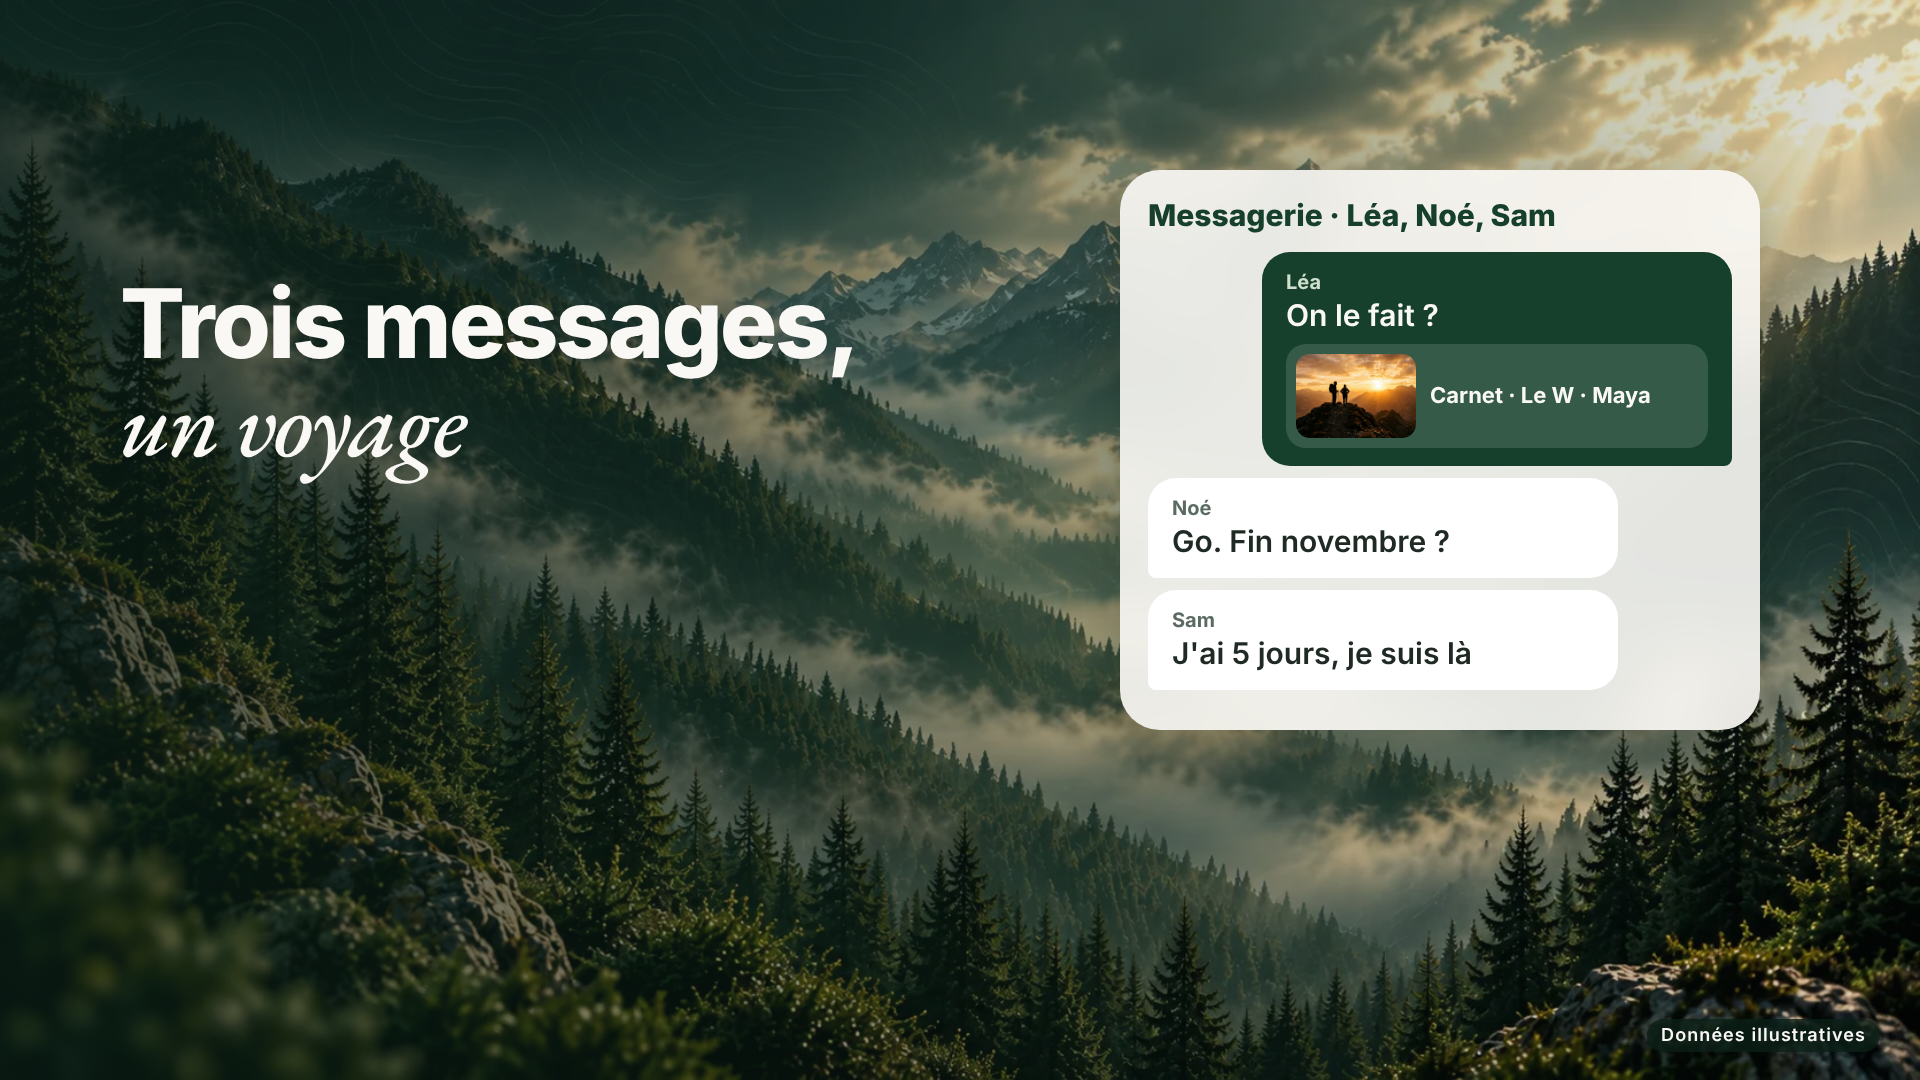 Trois messages,
un voyage
Messagerie · Léa, Noé, Sam
Léa
On le fait ?
Carnet · Le W · Maya
Noé
Go. Fin novembre ?
Sam
J'ai 5 jours, je suis là
Données illustratives